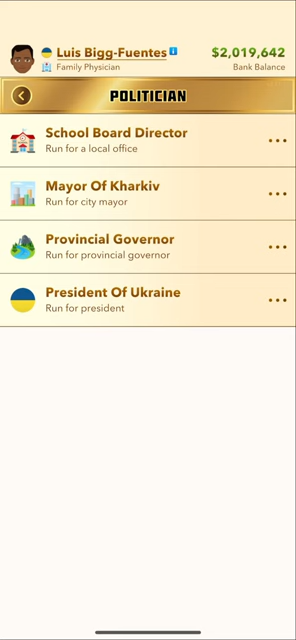 Luis Bigg-Fuentes
Family Physician
$2,019,642
Bank Balance
POLITICIAN
School Board Director
Run for a local office
Mayor Of Kharkiv
Run for city mayor
Provincial Governor
Run for provincial governor
President Of Ukraine
Run for president